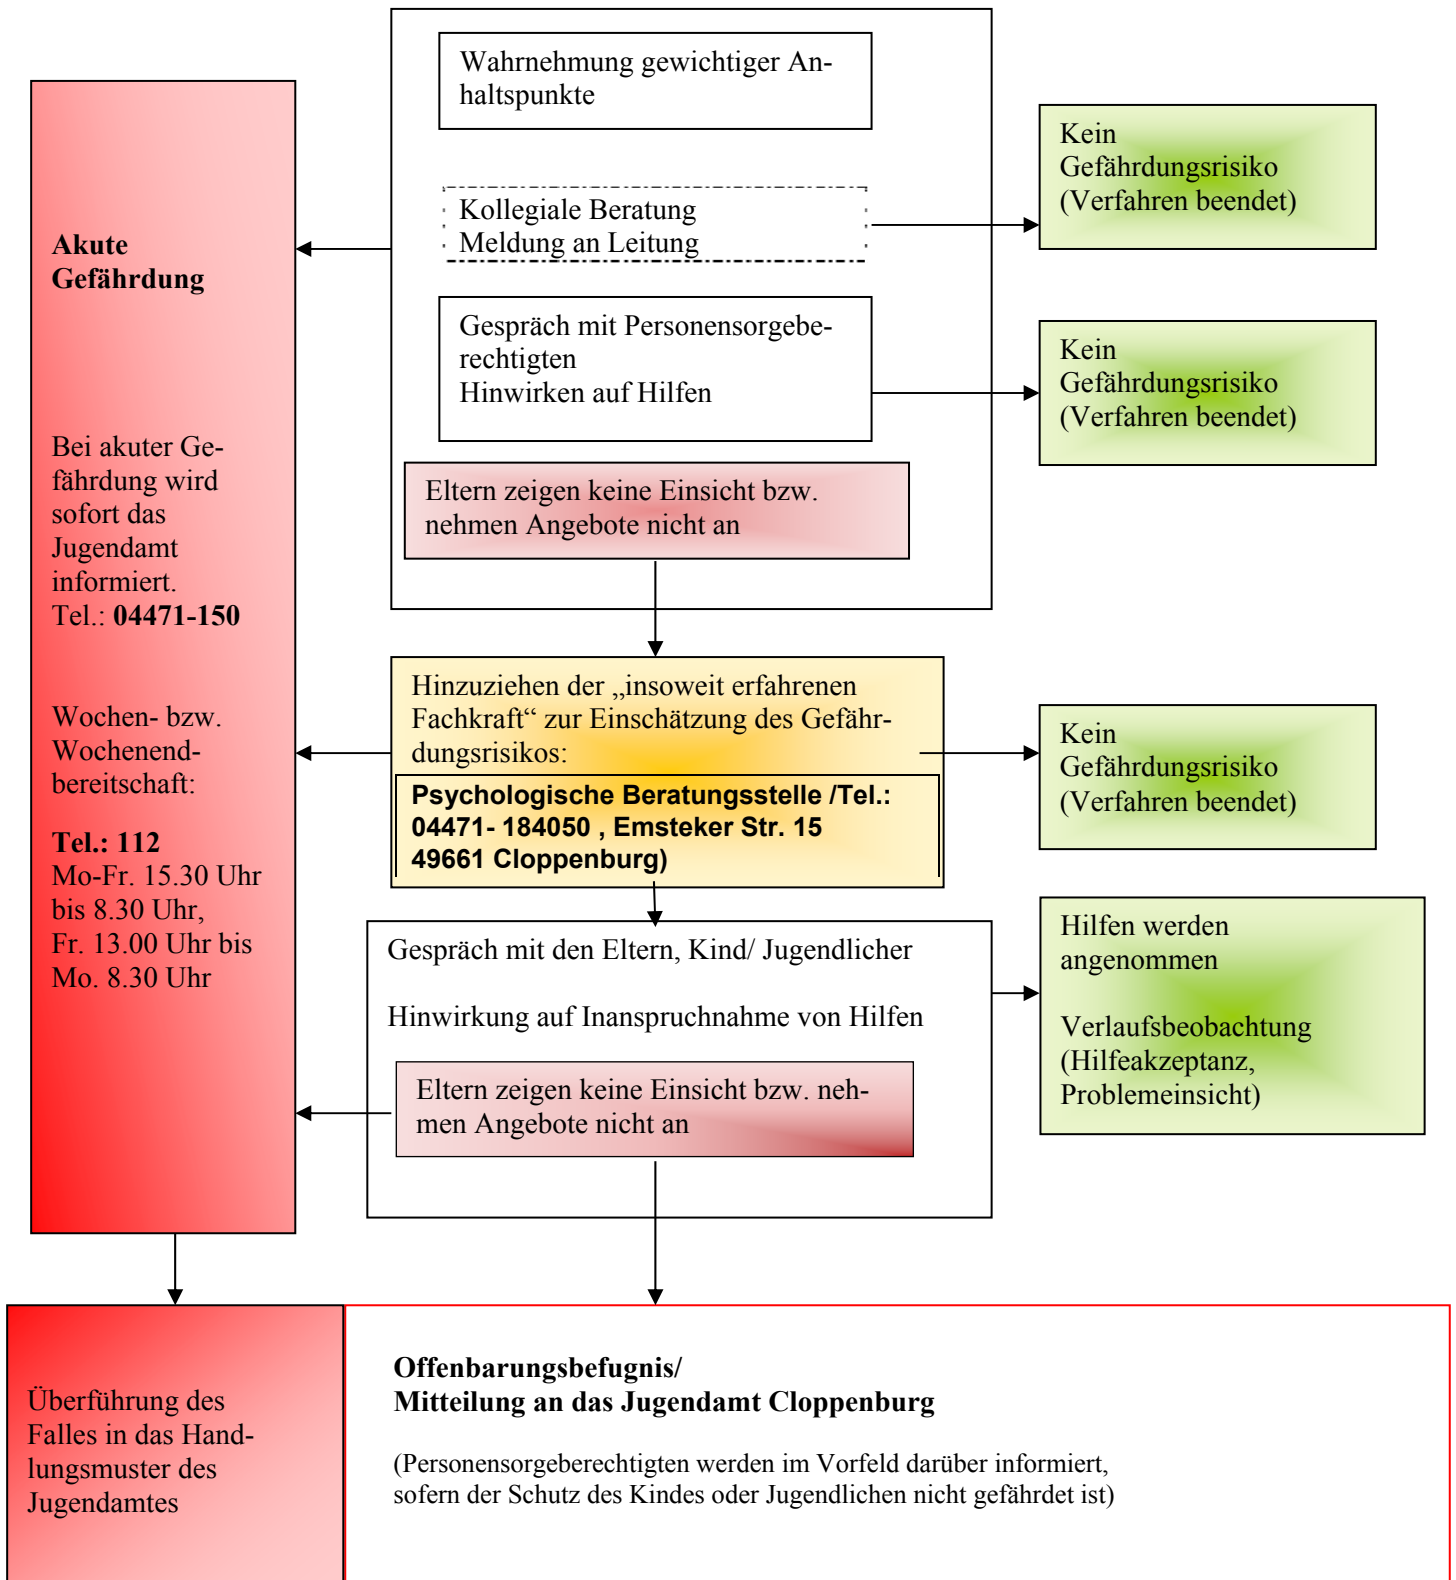 Wahrnehmung gewichtiger An-
haltspunkte
Kollegiale Beratung
Meldung an Leitung
Kein
Gefährdungsrisiko
(Verfahren beendet)
Gespräch mit Personensorgebe-
rechtigten
Hinwirken auf Hilfen
Kein
Gefährdungsrisiko
(Verfahren beendet)
Eltern zeigen keine Einsicht bzw.
nehmen Angebote nicht an
Akute
Gefährdung
Bei akuter Ge-
fährdung wird
sofort das
Jugendamt
informiert.
Tel.: 04471-150
Wochen- bzw.
Wochenend-
bereitschaft:
Tel.: 112
Mo-Fr. 15.30 Uhr
bis 8.30 Uhr,
Fr. 13.00 Uhr bis
Mo. 8.30 Uhr
Hinzuziehen der „insoweit erfahrenen
Fachkraft“ zur Einschätzung des Gefähr-
dungsrisikos:
Psychologische Beratungsstelle /Tel.:
04471- 184050 , Emsteker Str. 15
49661 Cloppenburg)
Kein
Gefährdungsrisiko
(Verfahren beendet)
Gespräch mit den Eltern, Kind/ Jugendlicher
Hinwirkung auf Inanspruchnahme von Hilfen
Eltern zeigen keine Einsicht bzw. neh-
men Angebote nicht an
Hilfen werden
angenommen
Verlaufsbeobachtung
(Hilfeakzeptanz,
Problemeinsicht)
Überführung des
Falles in das Hand-
lungsmuster des
Jugendamtes
Offenbarungsbefugnis/
Mitteilung an das Jugendamt Cloppenburg
(Personensorgeberechtigten werden im Vorfeld darüber informiert,
sofern der Schutz des Kindes oder Jugendlichen nicht gefährdet ist)